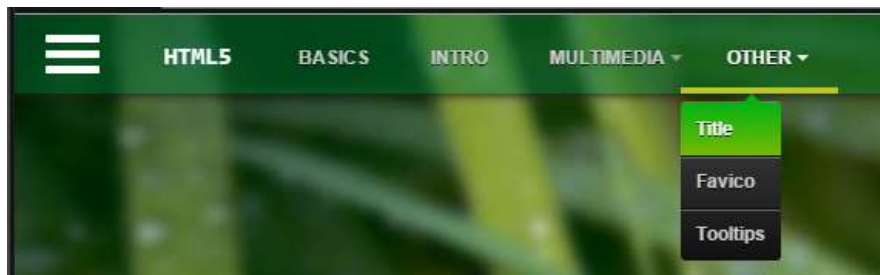 HTML5 BASICS INTRO MULTIMEDIA OTHER
Title
Favico
Tooltips